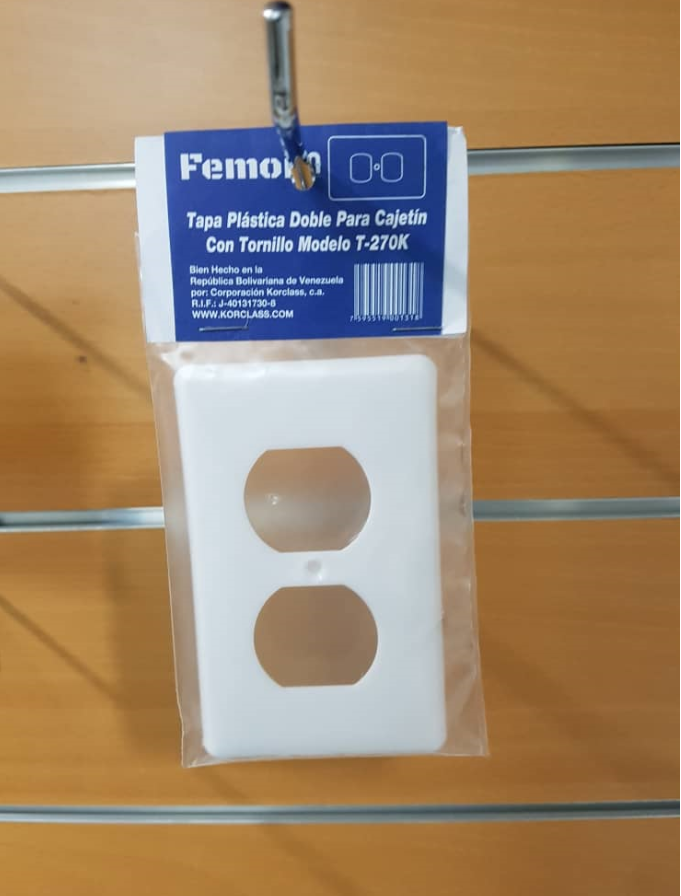 Tapa Plástica Doble Para Cajetín
Con Tornillo Modelo T-270K
Bien Hecho en la
República Bolivariana de Venezuela
por: Corporación Korclass, c.a.
R.I.F.: J-40131730-8
WWW.KORCLASS.COM